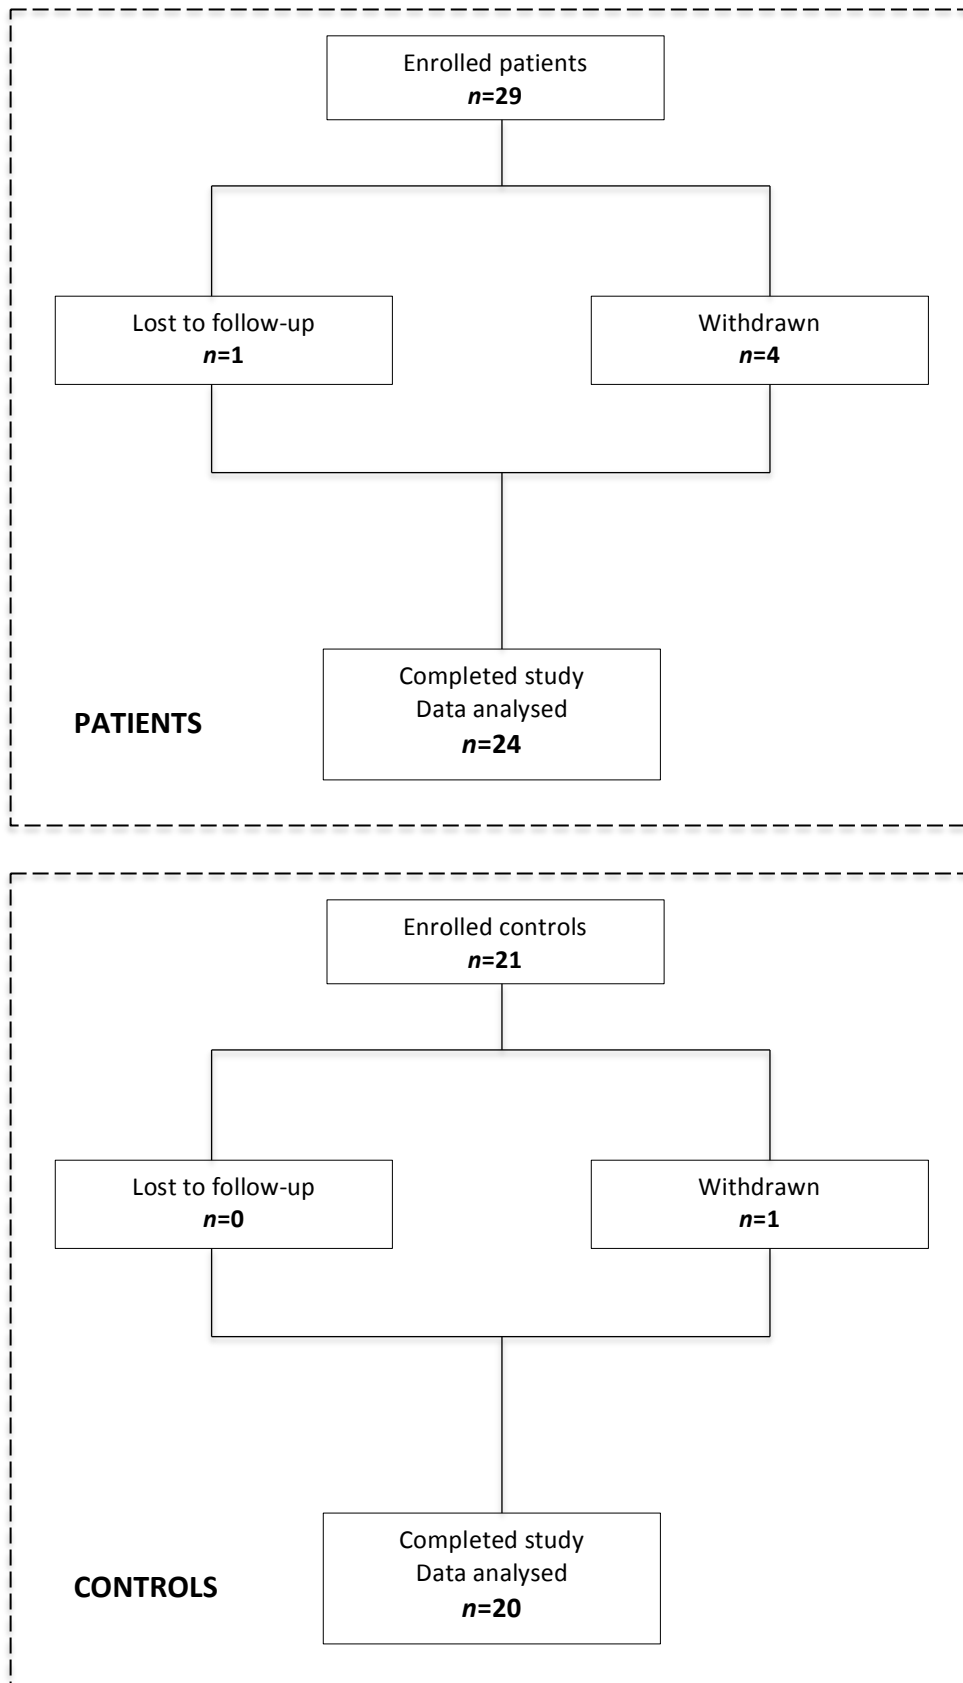 Enrolled patients
n=29
Lost to follow-up
n=1
Withdrawn
n=4
Completed study
Data analysed
n=24
PATIENTS
Enrolled controls
n=21
Lost to follow-up
n=0
Withdrawn
n=1
Completed study
Data analysed
n=20
CONTROLS